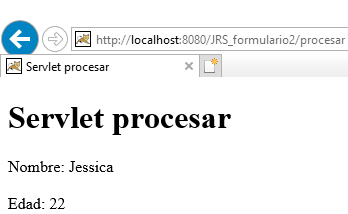 http://localhost:8080/JRS_formulario2/procesar
Servlet procesar
Servlet procesar
Nombre: Jessica
Edad: 22